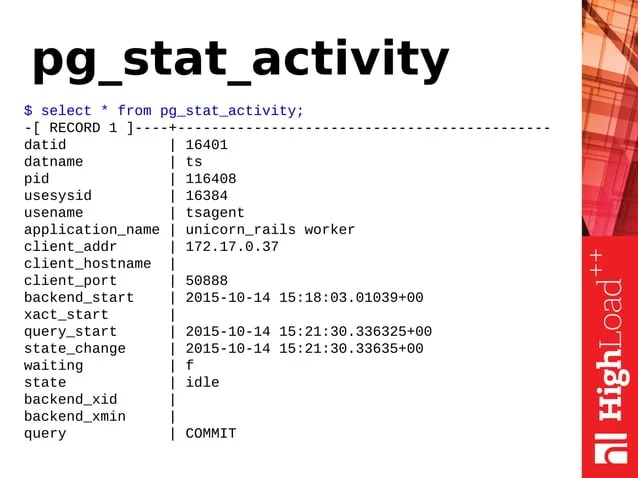 pg_stat_activity
$ select * from pg_stat_activity;
-[ RECORD 1 ]----+--------------------------------------------
datid            | 16401
datname          | ts
pid              | 116408
usesysid         | 16384
usename          | tsagent
application_name | unicorn_rails worker
client_addr      | 172.17.0.37
client_hostname  |
client_port      | 50888
backend_start    | 2015-10-14 15:18:03.01039+00
xact_start       |
query_start      | 2015-10-14 15:21:30.336325+00
state_change     | 2015-10-14 15:21:30.33635+00
waiting          | f
state            | idle
backend_xid      |
backend_xmin     |
query            | COMMIT
HighLoad++